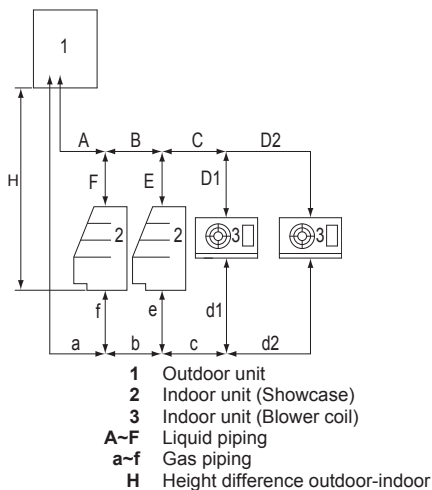 1
A B C D2
H F E D1
2 2 3 3
f e d1
a b c d2
1 Outdoor unit
2 Indoor unit (Showcase)
3 Indoor unit (Blower coil)
A~F Liquid piping
a~f Gas piping
H Height difference outdoor-indoor